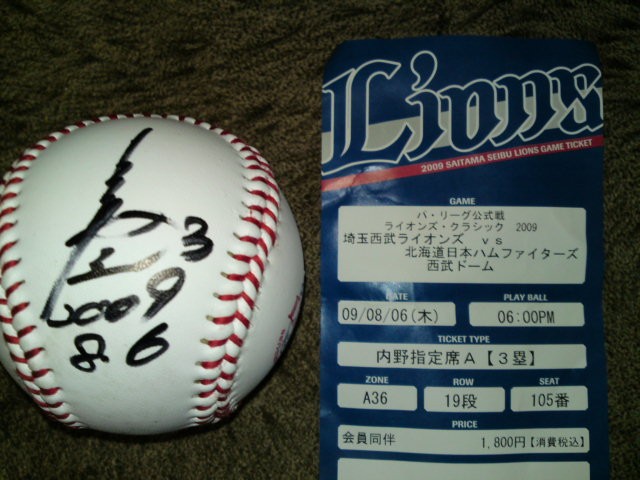 3
2009
8.6
Lions
2009 SAITAMA SEIBU LIONS GAME TICKET
GAME
パ・リーグ公式戦
ライオンズ・クラシック 2009
埼玉西武ライオンズ vs
北海道日本ハムファイターズ
西武ドーム
DATE
PLAY BALL
09/08/06(木)
06:00PM
TICKET TYPE
内野指定席A【3塁】
ZONE
ROW
SEAT
A36
19段
105番
PRICE
会員同伴
1,800円【消費税込】